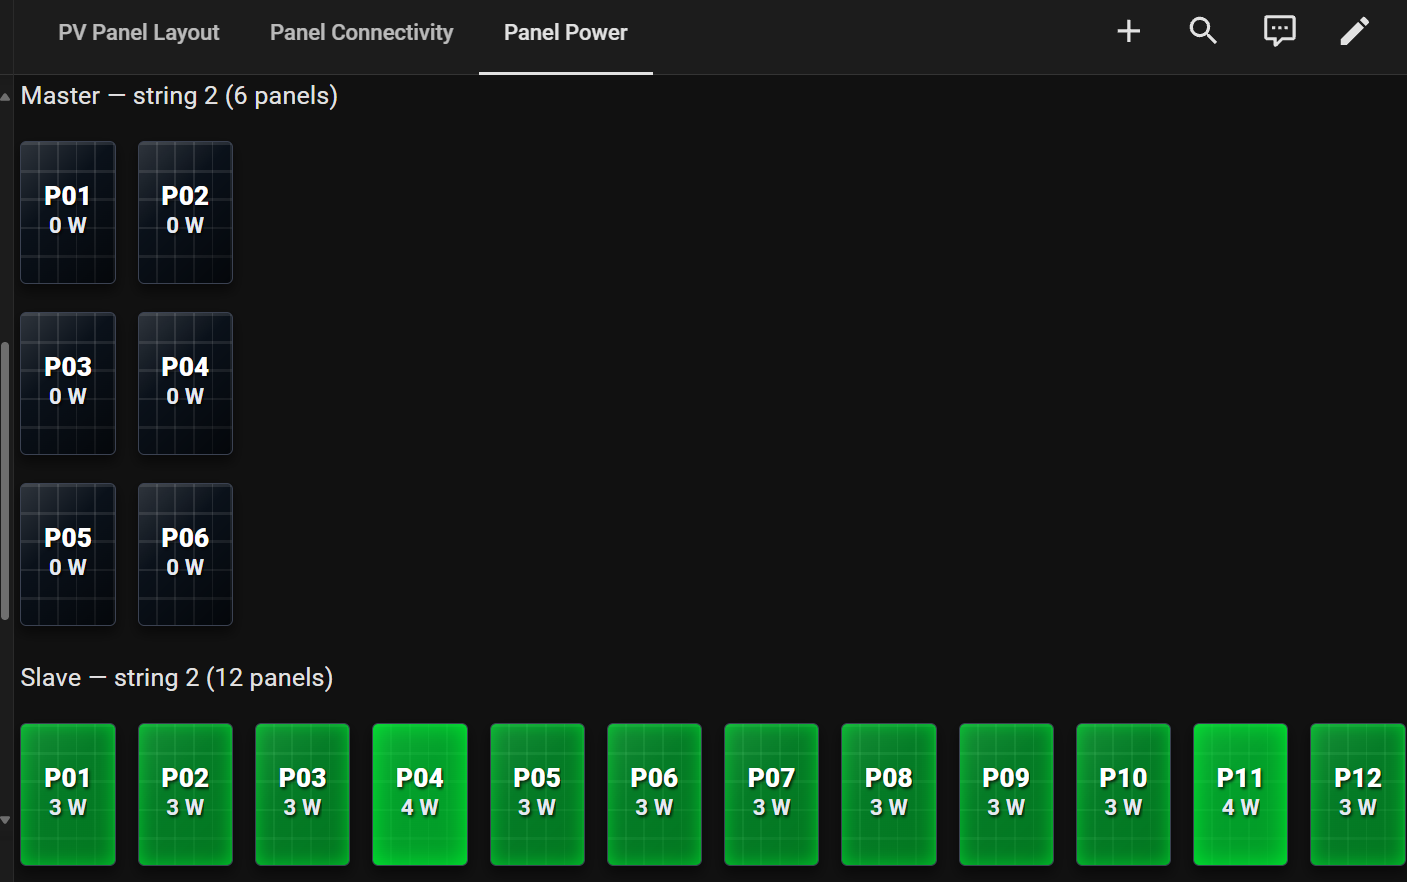 PV Panel Layout
Panel Connectivity
Panel Power
Master — string 2 (6 panels)
P01
0 W
P02
0 W
P03
0 W
P04
0 W
P05
0 W
P06
0 W
Slave — string 2 (12 panels)
P01
3 W
P02
3 W
P03
3 W
P04
4 W
P05
3 W
P06
3 W
P07
3 W
P08
3 W
P09
3 W
P10
3 W
P11
4 W
P12
3 W